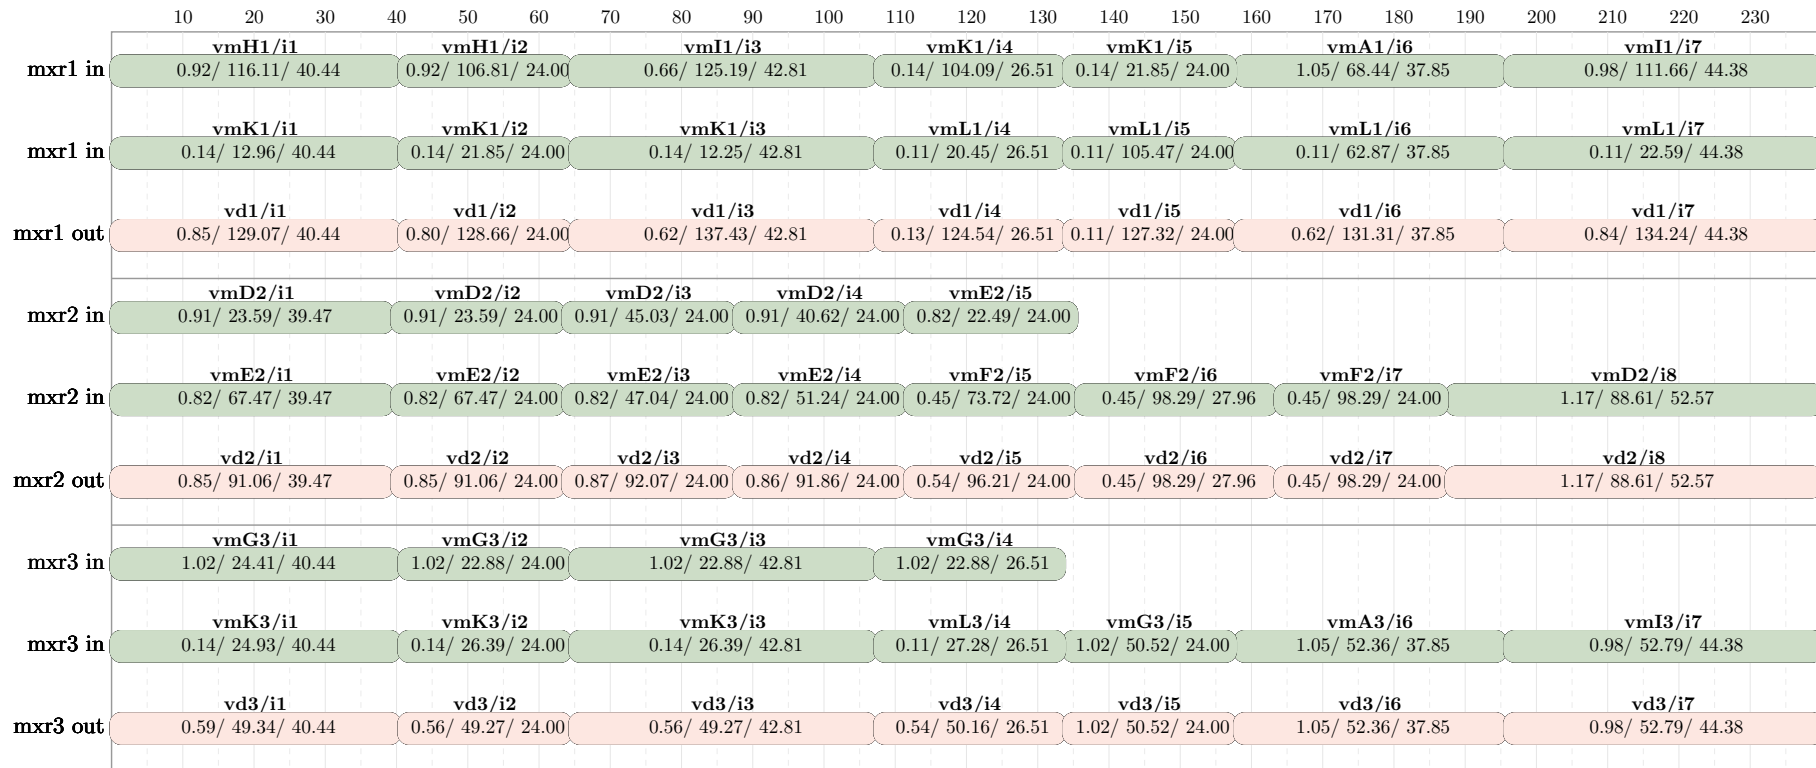 10 20 30 40 50 60 70 80 90 100 110 120 130 140 150 160 170 180 190 200 210 220 230
vmH1/i1 vmH1/i2 vmI1/i3 vmK1/i4 vmK1/i5 vmA1/i6 vmI1/i7
mxr1 in 0.92/ 116.11/ 40.44 0.92/ 106.81/ 24.00 0.66/ 125.19/ 42.81 0.14/ 104.09/ 26.51 0.14/ 21.85/ 24.00 1.05/ 68.44/ 37.85 0.98/ 111.66/ 44.38
vmK1/i1 vmK1/i2 vmK1/i3 vmL1/i4 vmL1/i5 vmL1/i6 vmL1/i7
mxr1 in 0.14/ 12.96/ 40.44 0.14/ 21.85/ 24.00 0.14/ 12.25/ 42.81 0.11/ 20.45/ 26.51 0.11/ 105.47/ 24.00 0.11/ 62.87/ 37.85 0.11/ 22.59/ 44.38
vd1/i1 vd1/i2 vd1/i3 vd1/i4 vd1/i5 vd1/i6 vd1/i7
mxr1 out 0.85/ 129.07/ 40.44 0.80/ 128.66/ 24.00 0.62/ 137.43/ 42.81 0.13/ 124.54/ 26.51 0.11/ 127.32/ 24.00 0.62/ 131.31/ 37.85 0.84/ 134.24/ 44.38
vmD2/i1 vmD2/i2 vmD2/i3 vmD2/i4 vmE2/i5
mxr2 in 0.91/ 23.59/ 39.47 0.91/ 23.59/ 24.00 0.91/ 45.03/ 24.00 0.91/ 40.62/ 24.00 0.82/ 22.49/ 24.00
vmE2/i1 vmE2/i2 vmE2/i3 vmE2/i4 vmF2/i5 vmF2/i6 vmF2/i7 vmD2/i8
mxr2 in 0.82/ 67.47/ 39.47 0.82/ 67.47/ 24.00 0.82/ 47.04/ 24.00 0.82/ 51.24/ 24.00 0.45/ 73.72/ 24.00 0.45/ 98.29/ 27.96 0.45/ 98.29/ 24.00 1.17/ 88.61/ 52.57
vd2/i1 vd2/i2 vd2/i3 vd2/i4 vd2/i5 vd2/i6 vd2/i7 vd2/i8
mxr2 out 0.85/ 91.06/ 39.47 0.85/ 91.06/ 24.00 0.87/ 92.07/ 24.00 0.86/ 91.86/ 24.00 0.54/ 96.21/ 24.00 0.45/ 98.29/ 27.96 0.45/ 98.29/ 24.00 1.17/ 88.61/ 52.57
vmG3/i1 vmG3/i2 vmG3/i3 vmG3/i4
mxr3 in 1.02/ 24.41/ 40.44 1.02/ 22.88/ 24.00 1.02/ 22.88/ 42.81 1.02/ 22.88/ 26.51
vmK3/i1 vmK3/i2 vmK3/i3 vmL3/i4 vmG3/i5 vmA3/i6 vmI3/i7
mxr3 in 0.14/ 24.93/ 40.44 0.14/ 26.39/ 24.00 0.14/ 26.39/ 42.81 0.11/ 27.28/ 26.51 1.02/ 50.52/ 24.00 1.05/ 52.36/ 37.85 0.98/ 52.79/ 44.38
vd3/i1 vd3/i2 vd3/i3 vd3/i4 vd3/i5 vd3/i6 vd3/i7
mxr3 out 0.59/ 49.34/ 40.44 0.56/ 49.27/ 24.00 0.56/ 49.27/ 42.81 0.54/ 50.16/ 26.51 1.02/ 50.52/ 24.00 1.05/ 52.36/ 37.85 0.98/ 52.79/ 44.38